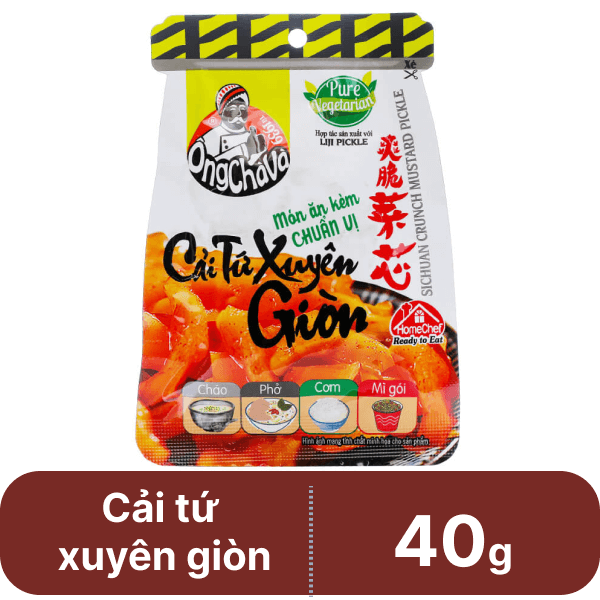 Xé
Pure
Vegetarian
Hợp tác sản xuất với
LIJI PICKLE
1989
ÔngChàVà
爽脆菜芯
SICHUAN CRUNCH MUSTARD PICKLE
Món ăn kèm
CHUẨN VỊ
Cải Tứ Xuyên
Giòn
HomeChef
Ready to Eat
Cháo
Phở
Cơm
Mì gói
Hình ảnh mang tính chất minh họa cho sản phẩm
Cải tứ
xuyên giòn
40g